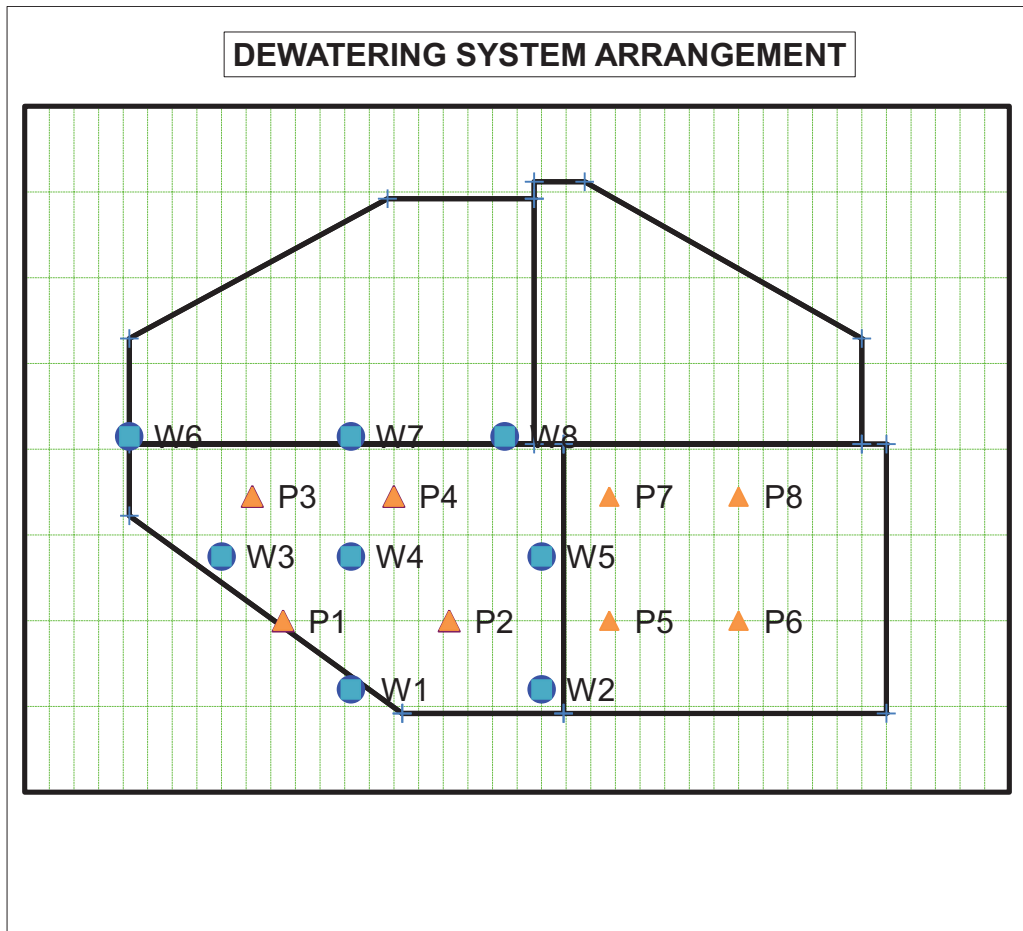 DEWATERING SYSTEM ARRANGEMENT
W6 W7 W8
P3 P4 P7 P8
W3 W4 W5
P1 P2 P5 P6
W1 W2